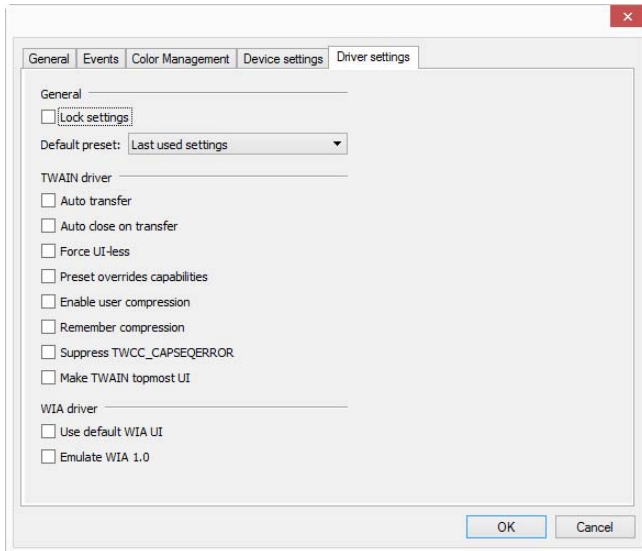 General Events Color Management Device settings Driver settings
General
Lock settings
Default preset: Last used settings
TWAIN driver
Auto transfer
Auto close on transfer
Force UI-less
Preset overrides capabilities
Enable user compression
Remember compression
Suppress TWCC_CAPSEQERROR
Make TWAIN topmost UI
WIA driver
Use default WIA UI
Emulate WIA 1.0
OK Cancel